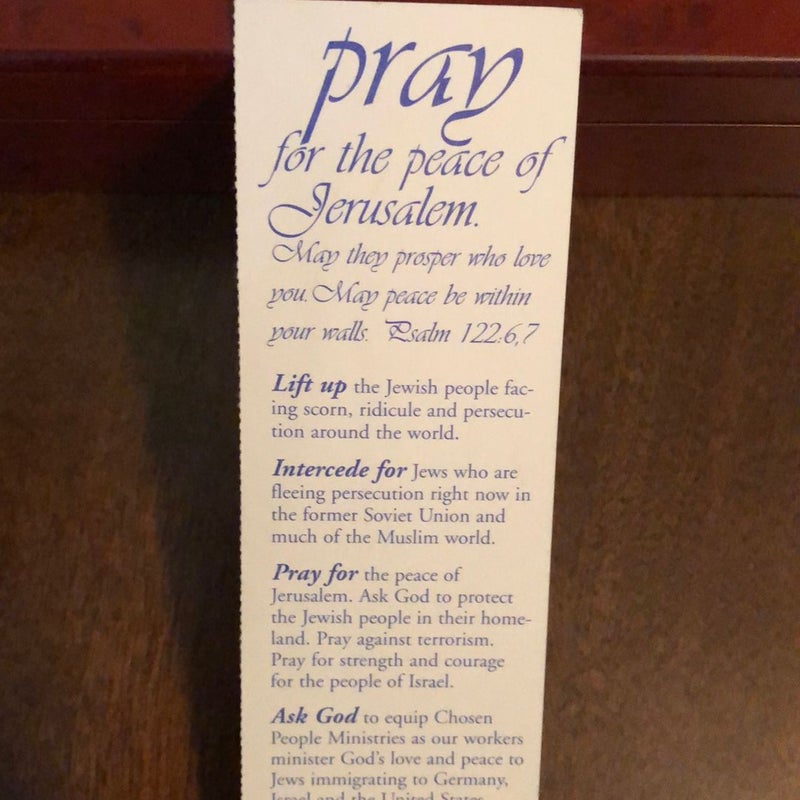 pray
for the peace of
Jerusalem.
May they prosper who love
you. May peace be within
your walls. Psalm 122:6,7
Lift up the Jewish people fac-
ing scorn, ridicule and persecu-
tion around the world.
Intercede for Jews who are
fleeing persecution right now in
the former Soviet Union and
much of the Muslim world.
Pray for the peace of
Jerusalem. Ask God to protect
the Jewish people in their home-
land. Pray against terrorism.
Pray for strength and courage
for the people of Israel.
Ask God to equip Chosen
People Ministries as our workers
minister God's love and peace to
Jews immigrating to Germany,
Israel and the United States